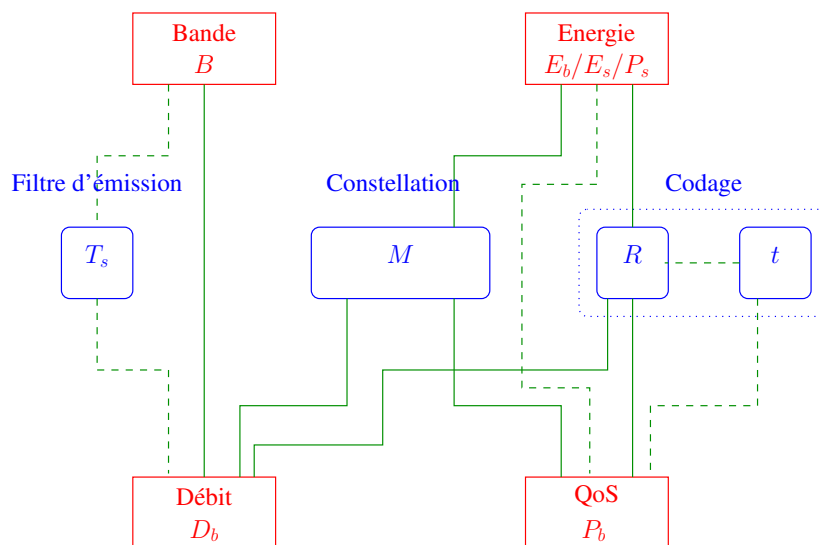 Bande
B
Energie
E_b/E_s/P_s
Filtre d'émission
Constellation
Codage
T_s
M
R
t
Débit
D_b
QoS
P_b